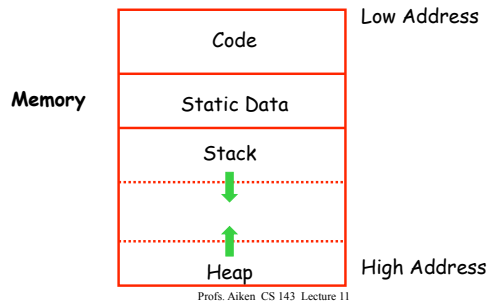 Low Address
Code
Memory
Static Data
Stack
Heap
High Address
Profs. Aiken CS 143 Lecture 11